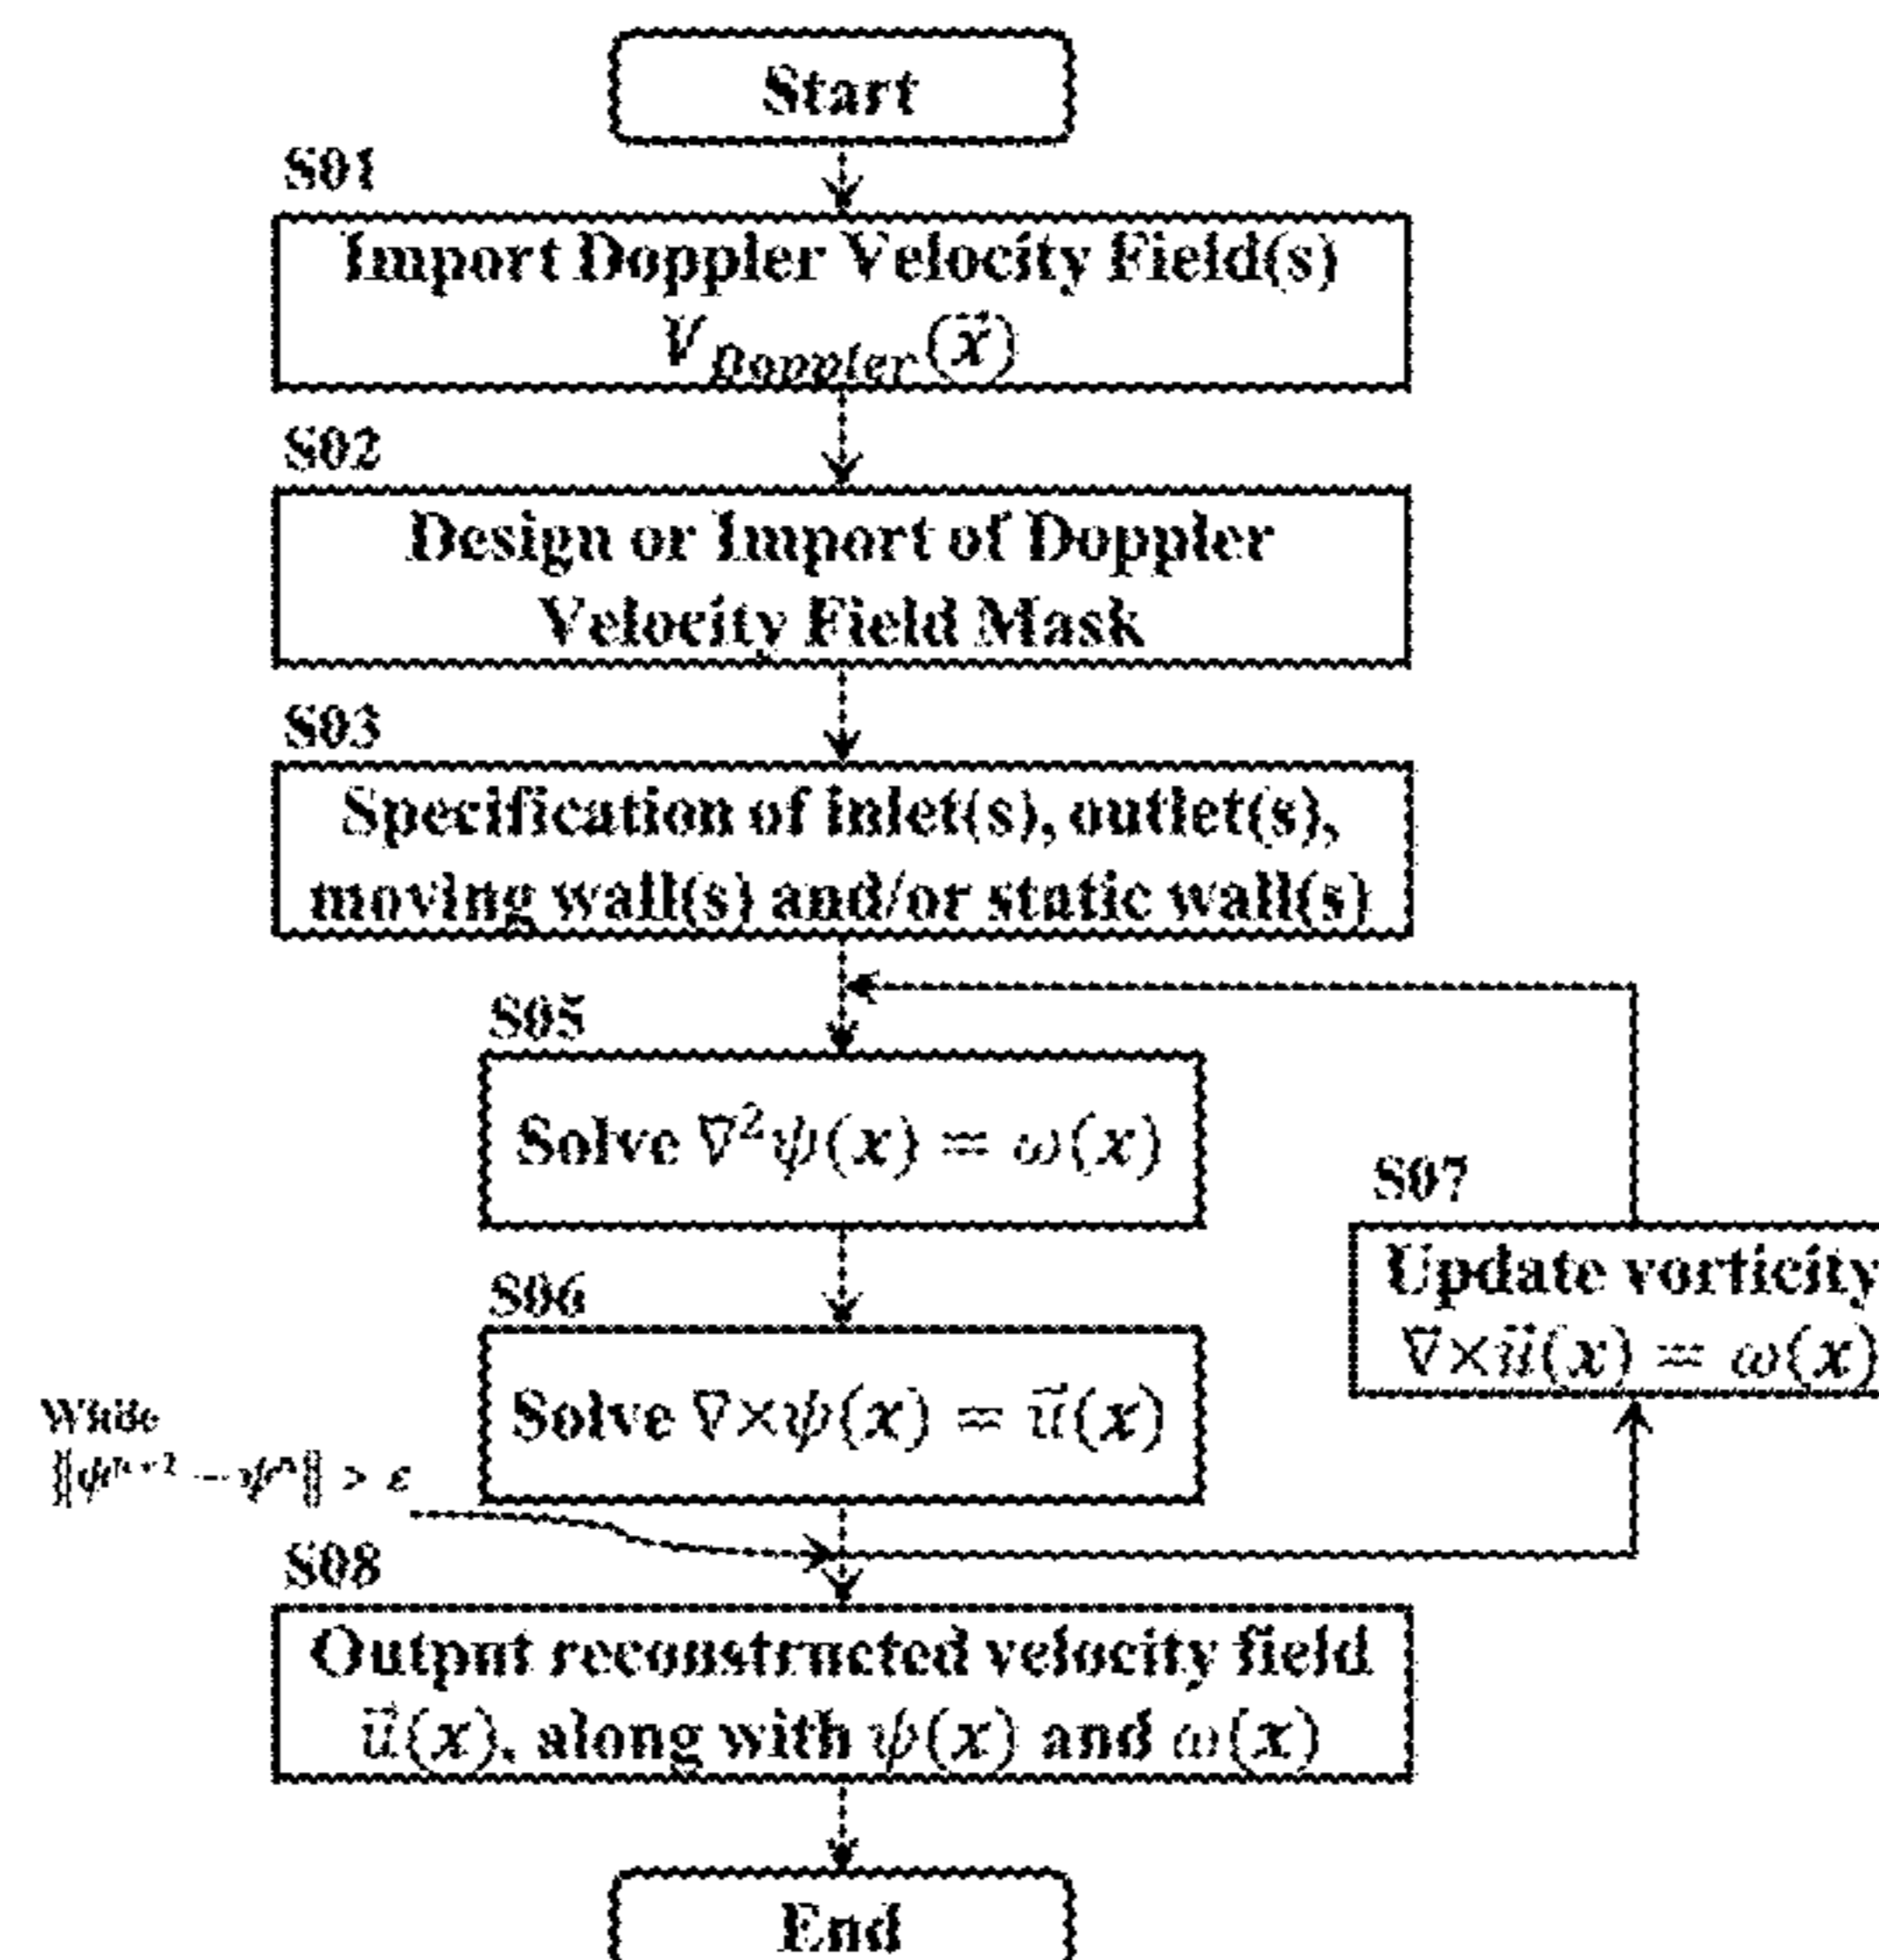 Start
S01
Import Doppler Velocity Field(s)
V_Doppler(x⃗)
S02
Design or Import of Doppler
Velocity Field Mask
S03
Specification of inlet(s), outlet(s),
moving wall(s) and/or static wall(s)
S05
Solve ∇²ψ(x) = ω(x)
S07
Update vorticity
∇×u⃗(x) = ω(x)
S06
Solve ∇×ψ(x) = u⃗(x)
While
> ε
S08
Output reconstructed velocity field
u⃗(x), along with ψ(x) and ω(x)
End